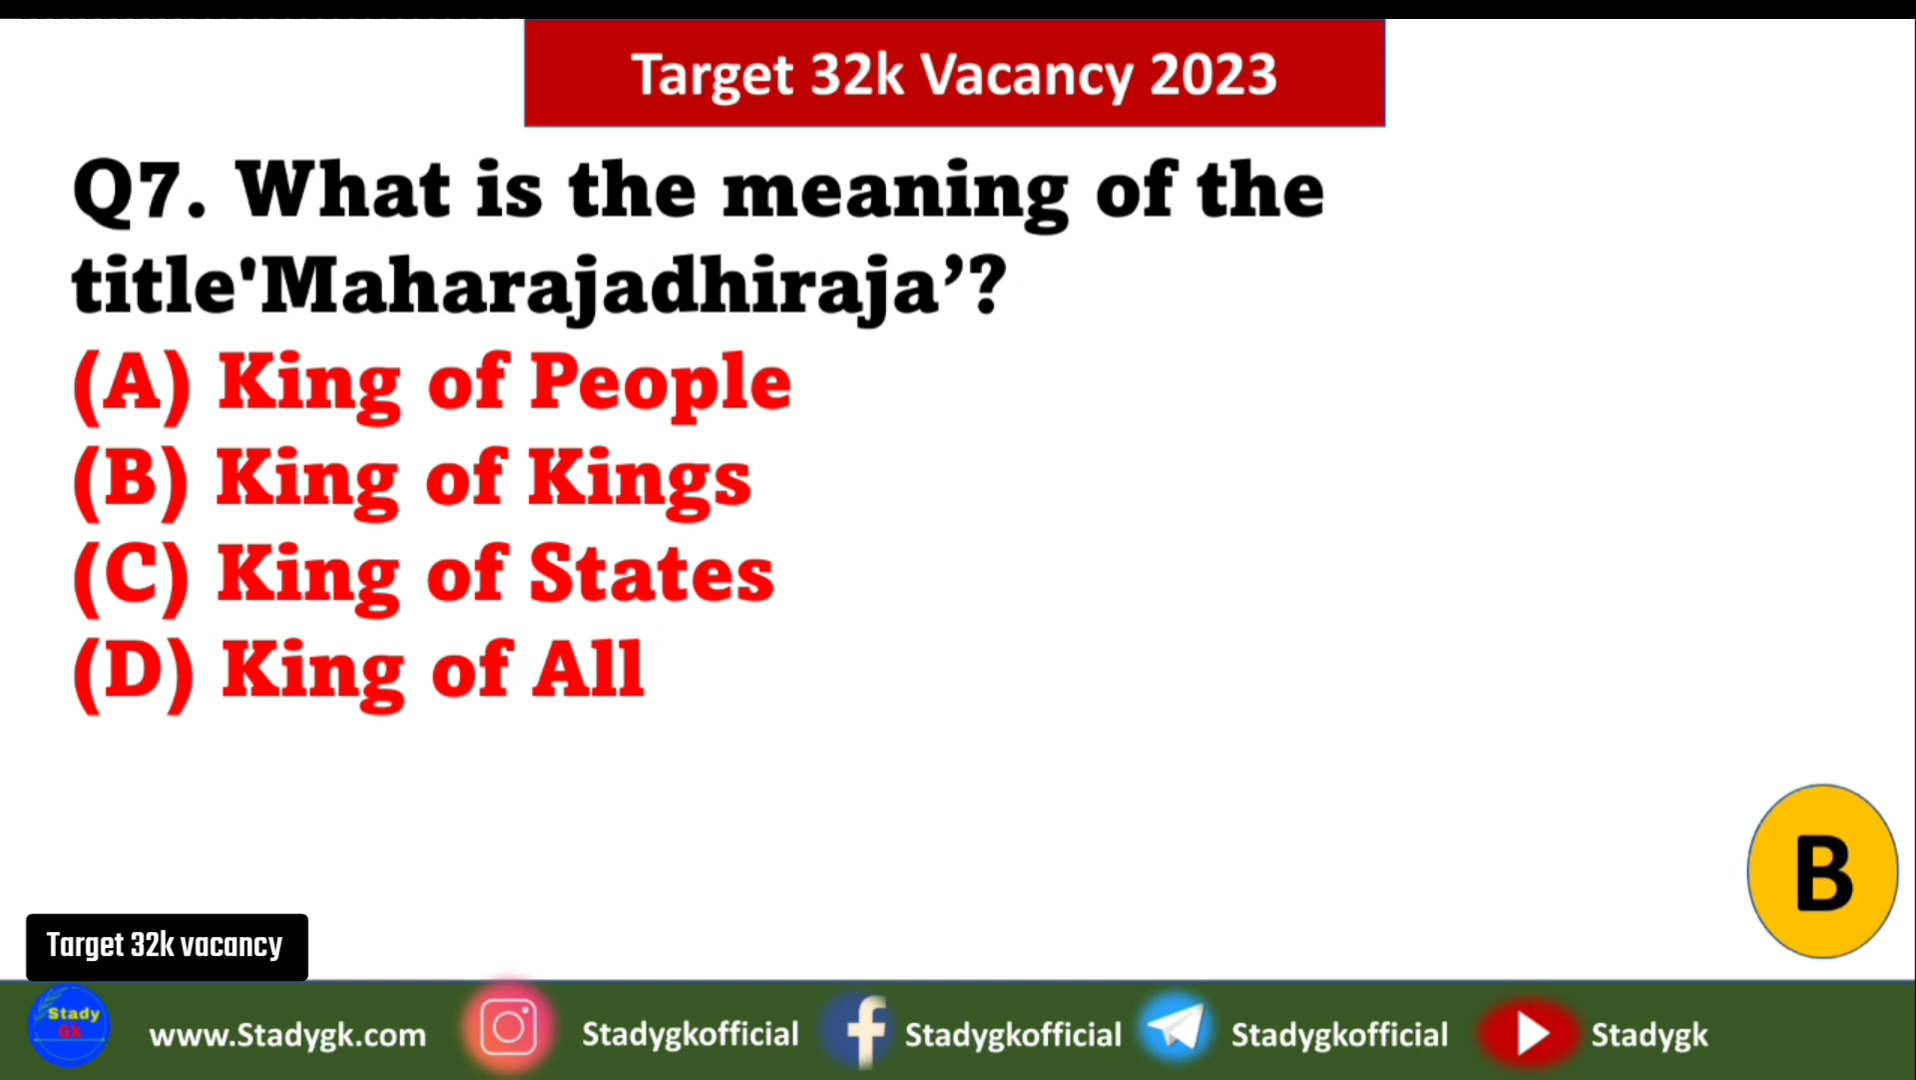 Target 32k Vacancy 2023
Q7. What is the meaning of the
title'Maharajadhiraja’?
(A) King of People
(B) King of Kings
(C) King of States
(D) King of All
B
Target 32k vacancy
Stady
Gk
www.Stadygk.com
Stadygkofficial
Stadygkofficial
Stadygkofficial
Stadygk